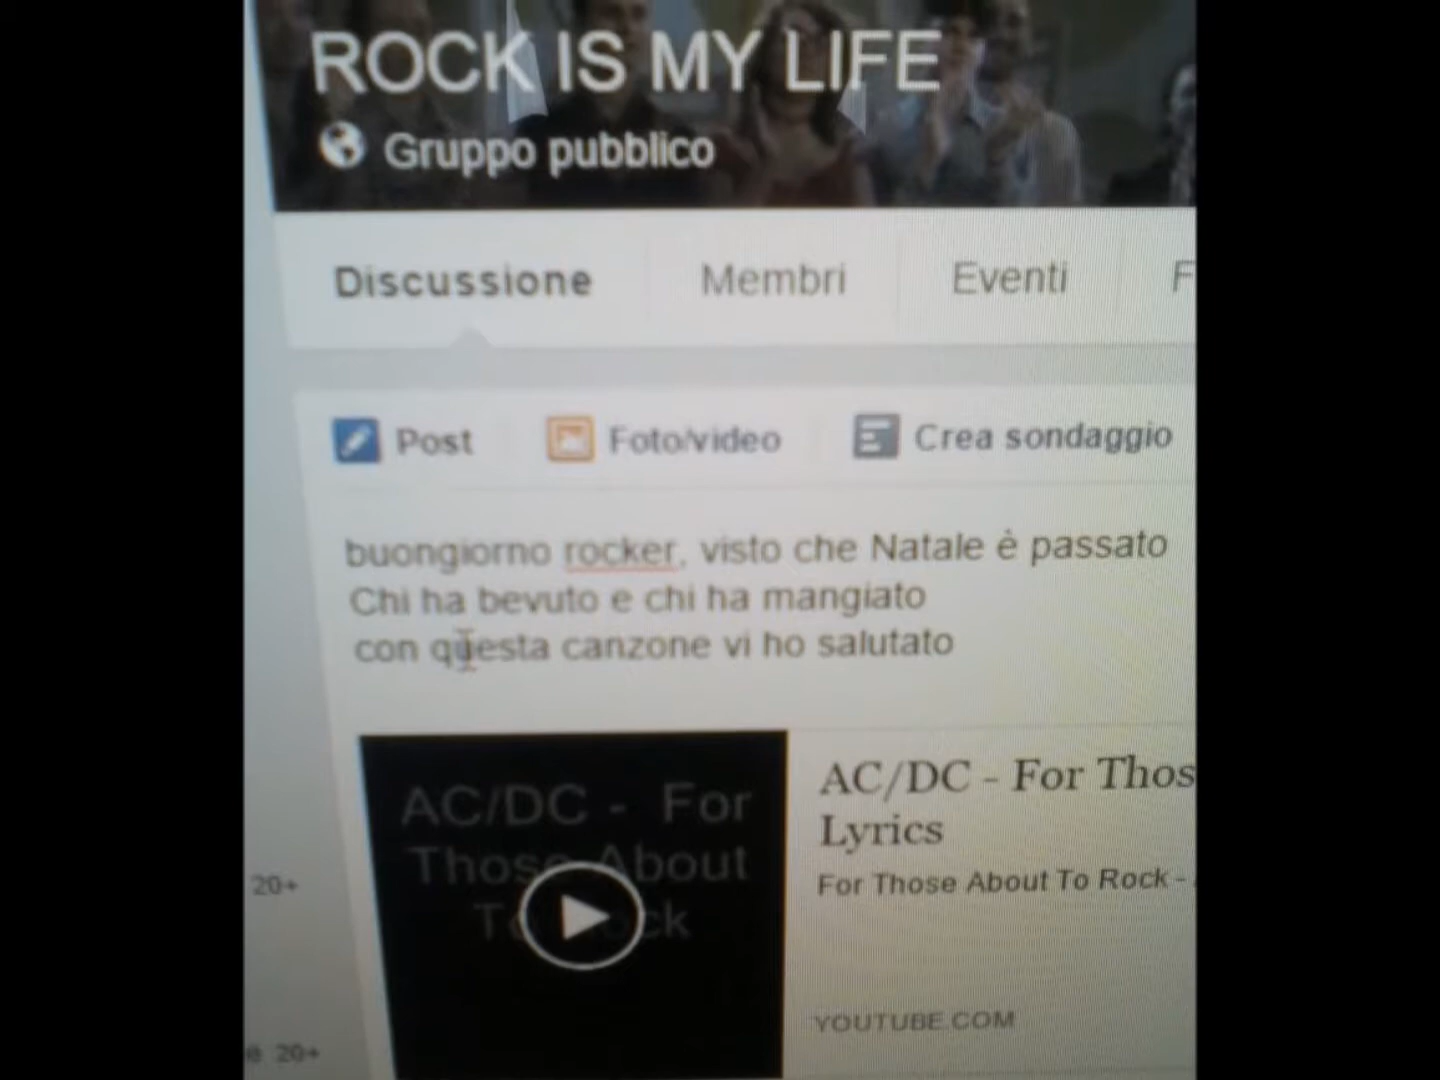 ROCK IS MY LIFE
Gruppo pubblico
Discussione Membri Eventi F
Post Foto/video Crea sondaggio
buongiorno rocker, visto che Natale è passato
Chi ha bevuto e chi ha mangiato
con questa canzone vi ho salutato
AC/DC - For
Those About
To Rock
AC/DC - For Thos
Lyrics
For Those About To Rock -
YOUTUBE.COM
20+
e 20+